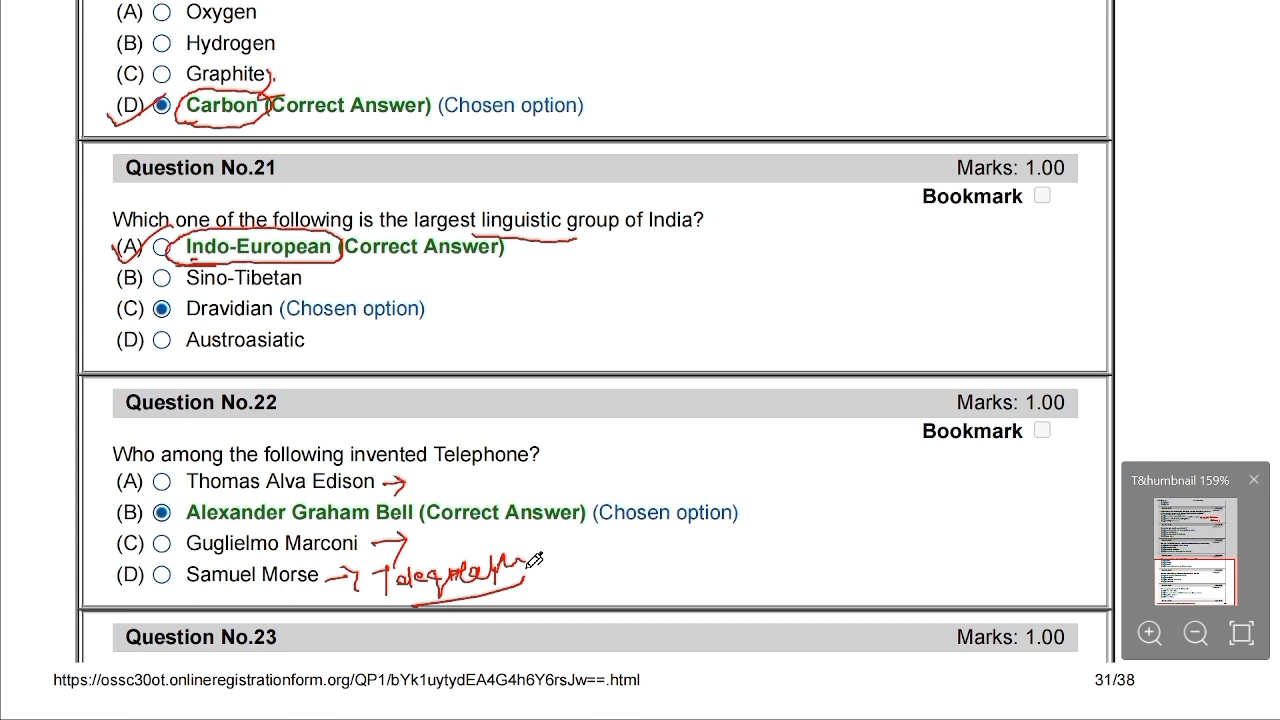 (A) Oxygen
(B) Hydrogen
(C) Graphite
(D) Carbon (Correct Answer) (Chosen option)
Question No.21 Marks: 1.00
Bookmark
Which one of the following is the largest linguistic group of India?
(A) Indo-European (Correct Answer)
(B) Sino-Tibetan
(C) Dravidian (Chosen option)
(D) Austroasiatic
Question No.22 Marks: 1.00
Bookmark
Who among the following invented Telephone?
(A) Thomas Alva Edison
(B) Alexander Graham Bell (Correct Answer) (Chosen option)
(C) Guglielmo Marconi
(D) Samuel Morse → Telegraph
Question No.23 Marks: 1.00
https://ossc30ot.onlineregistrationform.org/QP1/bYk1uytydEA4G4h6Y6rsJw==.html 31/38
T&humbnail 159%